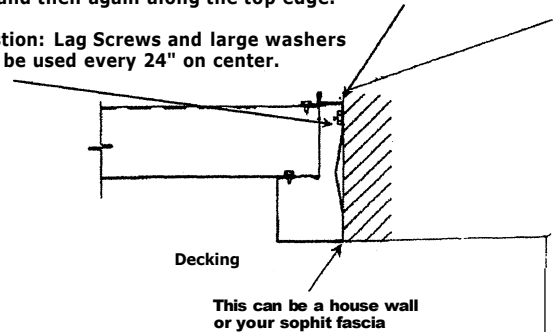 and then again along the top edge.
stion: Lag Screws and large washers
be used every 24" on center.
Decking
This can be a house wall
or your sophit fascia